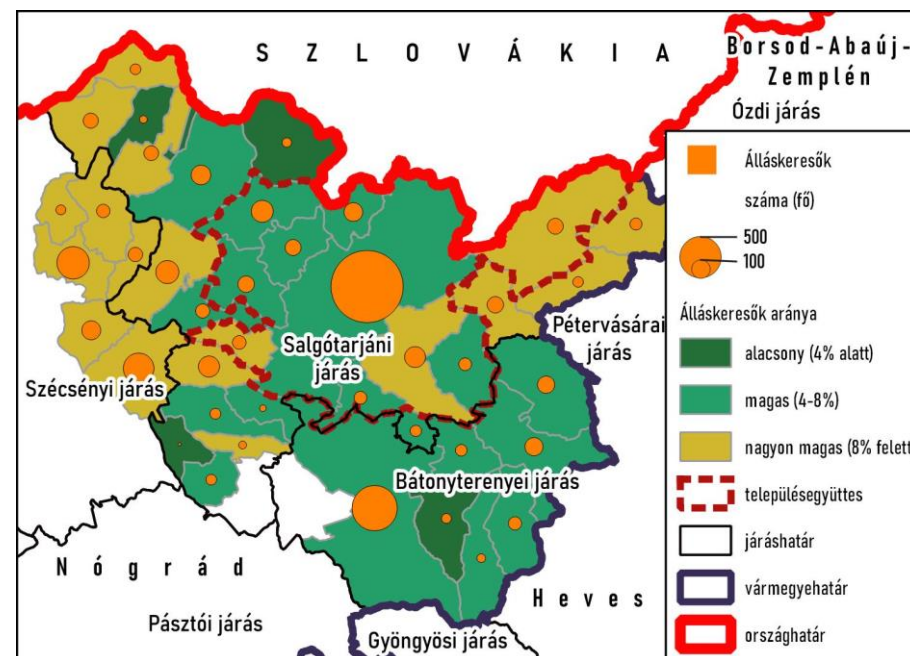 S Z L O V Á K I A
Borsod-Abaúj-
Zemplén
Ózdi járás
Álláskeresők
száma (fő)
500
100
Álláskeresők aránya
alacsony (4% alatt)
magas (4-8%)
nagyon magas (8% felett
településegyüttes
járáshatár
vármegyehatár
országhatár
Pétervásárai
járás
Salgótarjáni
járás
Szécsényi járás
Bátonyterenyei járás
N ó g r á d
H e v e s
Pásztói járás
Gyöngyösi járás